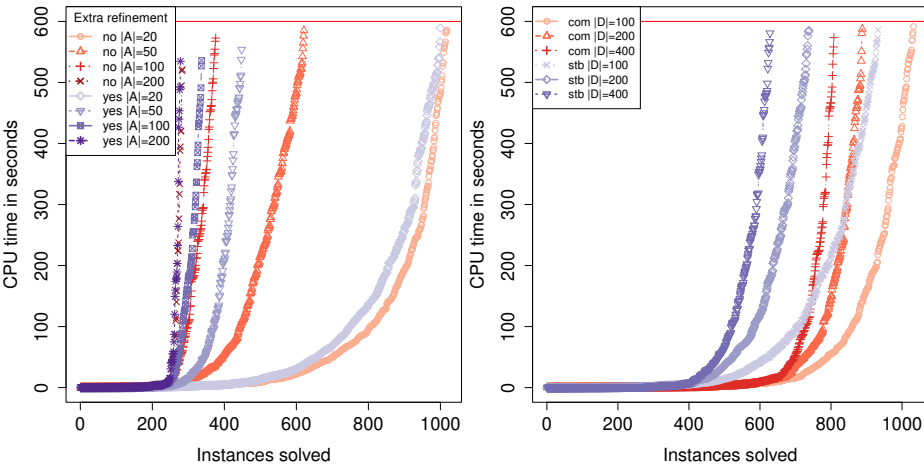 Extra refinement
no |A|=20
no |A|=50
no |A|=100
no |A|=200
yes |A|=20
yes |A|=50
yes |A|=100
yes |A|=200
CPU time in seconds
0
100
200
300
400
500
600
0
200
400
600
800
1000
Instances solved
com |D|=100
com |D|=200
com |D|=400
stb |D|=100
stb |D|=200
stb |D|=400
CPU time in seconds
0
100
200
300
400
500
600
0
200
400
600
800
1000
Instances solved